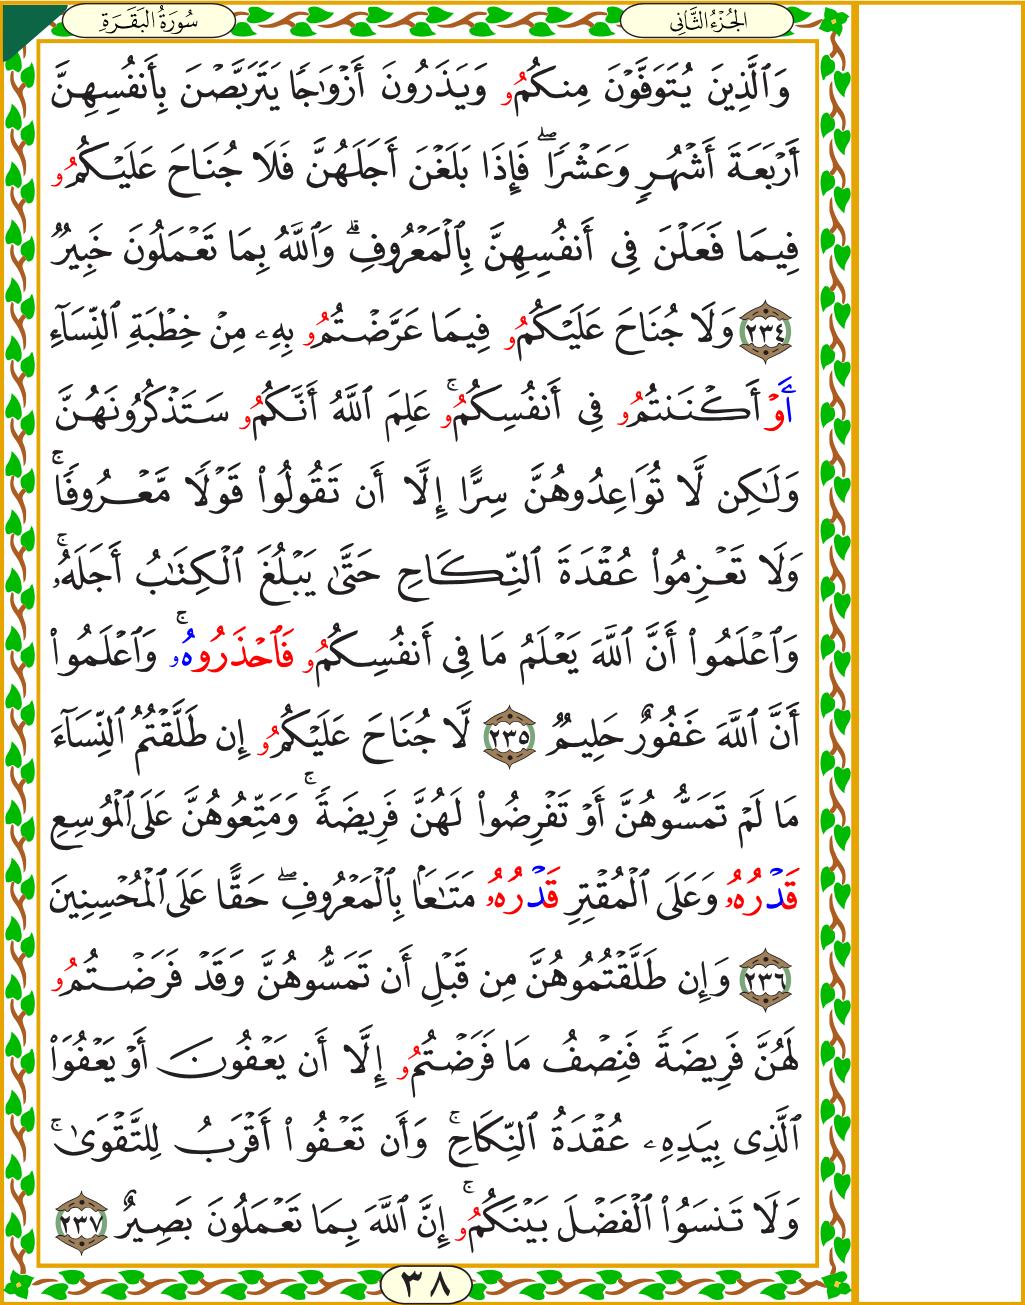 سُورَةُ البَقَرَةِ
الجُزْءُ الثَّانِى
وَٱلَّذِينَ يُتَوَفَّوْنَ مِنكُمُۥ وَيَذَرُونَ أَزْوَٰجًا يَتَرَبَّصْنَ بِأَنفُسِهِنَّ
أَرْبَعَةَ أَشْهُرٍ وَعَشْرًا ۖ فَإِذَا بَلَغْنَ أَجَلَهُنَّ فَلَا جُنَاحَ عَلَيْكُمُۥ
فِيمَا فَعَلْنَ فِى أَنفُسِهِنَّ بِٱلْمَعْرُوفِ ۗ وَٱللَّهُ بِمَا تَعْمَلُونَ خَبِيرٌ
٢٣٤ وَلَا جُنَاحَ عَلَيْكُمُۥ فِيمَا عَرَّضْتُمُۥ بِهِۦ مِنْ خِطْبَةِ ٱلنِّسَآءِ
أَوْ أَكْنَنتُمُۥ فِى أَنفُسِكُمُۥ ۚ عَلِمَ ٱللَّهُ أَنَّكُمُۥ سَتَذْكُرُونَهُنَّ
وَلَٰكِن لَّا تُوَاعِدُوهُنَّ سِرًّا إِلَّا أَن تَقُولُوا۟ قَوْلًا مَّعْرُوفًا ۚ
وَلَا تَعْزِمُوا۟ عُقْدَةَ ٱلنِّكَاحِ حَتَّىٰ يَبْلُغَ ٱلْكِتَٰبُ أَجَلَهُۥ ۚ
وَٱعْلَمُوا۟ أَنَّ ٱللَّهَ يَعْلَمُ مَا فِى أَنفُسِكُمُۥ فَٱحْذَرُوهُۥ ۚ وَٱعْلَمُوا۟
أَنَّ ٱللَّهَ غَفُورٌ حَلِيمٌ ٢٣٥ لَّا جُنَاحَ عَلَيْكُمُۥ إِن طَلَّقْتُمُ ٱلنِّسَآءَ
مَا لَمْ تَمَسُّوهُنَّ أَوْ تَفْرِضُوا۟ لَهُنَّ فَرِيضَةً ۚ وَمَتِّعُوهُنَّ عَلَى ٱلْمُوسِعِ
قَدْرُهُۥ وَعَلَى ٱلْمُقْتِرِ قَدْرُهُۥ مَتَٰعًا بِٱلْمَعْرُوفِ ۖ حَقًّا عَلَى ٱلْمُحْسِنِينَ
٢٣٦ وَإِن طَلَّقْتُمُوهُنَّ مِن قَبْلِ أَن تَمَسُّوهُنَّ وَقَدْ فَرَضْتُمُۥ
لَهُنَّ فَرِيضَةً فَنِصْفُ مَا فَرَضْتُمُۥ إِلَّا أَن يَعْفُونَ أَوْ يَعْفُوَا۟
ٱلَّذِى بِيَدِهِۦ عُقْدَةُ ٱلنِّكَاحِ ۚ وَأَن تَعْفُوا۟ أَقْرَبُ لِلتَّقْوَىٰ ۚ
وَلَا تَنسَوُا۟ ٱلْفَضْلَ بَيْنَكُمُۥ ۚ إِنَّ ٱللَّهَ بِمَا تَعْمَلُونَ بَصِيرٌ ٢٣٧
٣٨